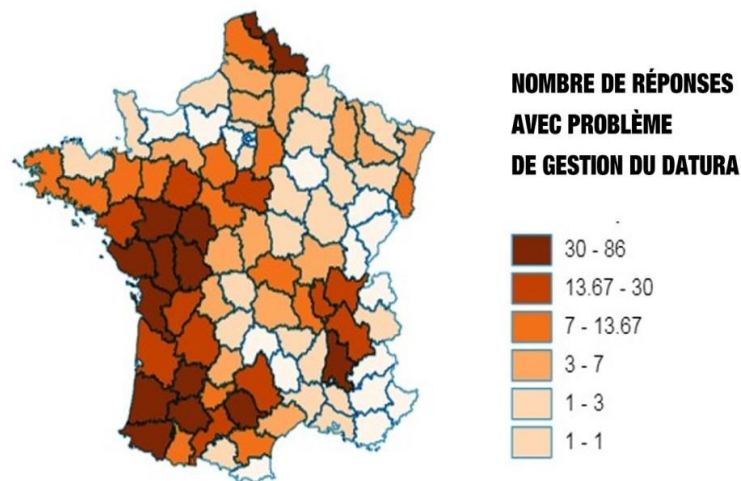 NOMBRE DE RÉPONSES
AVEC PROBLÈME
DE GESTION DU DATURA
30 - 86
13.67 - 30
7 - 13.67
3 - 7
1 - 3
1 - 1